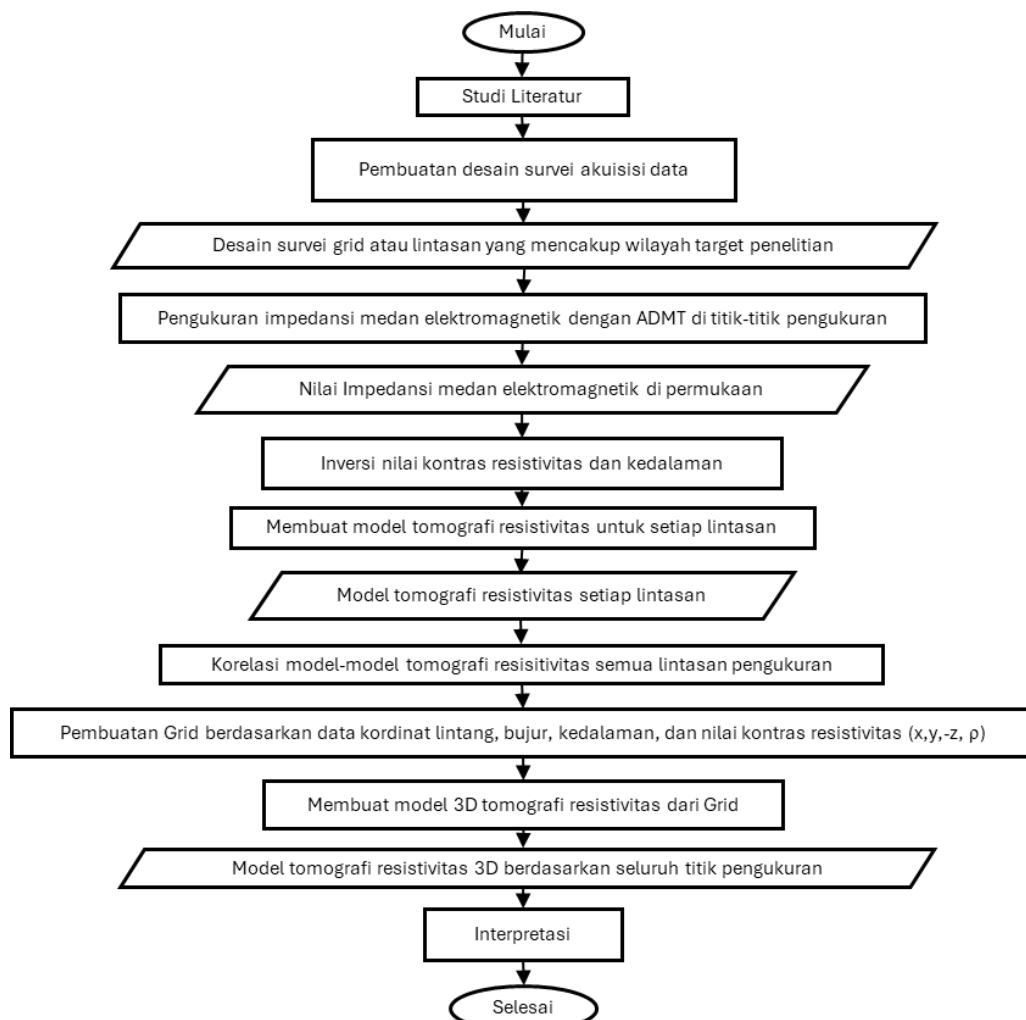 Mulai
Studi Literatur
Pembuatan desain survei akuisisi data
Desain survei grid atau lintasan yang mencakup wilayah target penelitian
Pengukuran impedansi medan elektromagnetik dengan ADMT di titik-titik pengukuran
Nilai Impedansi medan elektromagnetik di permukaan
Inversi nilai kontras resistivitas dan kedalaman
Membuat model tomografi resistivitas untuk setiap lintasan
Model tomografi resistivitas setiap lintasan
Korelasi model-model tomografi resisitivitas semua lintasan pengukuran
Pembuatan Grid berdasarkan data kordinat lintang, bujur, kedalaman, dan nilai kontras resistivitas (x,y,-z, ρ)
Membuat model 3D tomografi resistivitas dari Grid
Model tomografi resistivitas 3D berdasarkan seluruh titik pengukuran
Interpretasi
Selesai